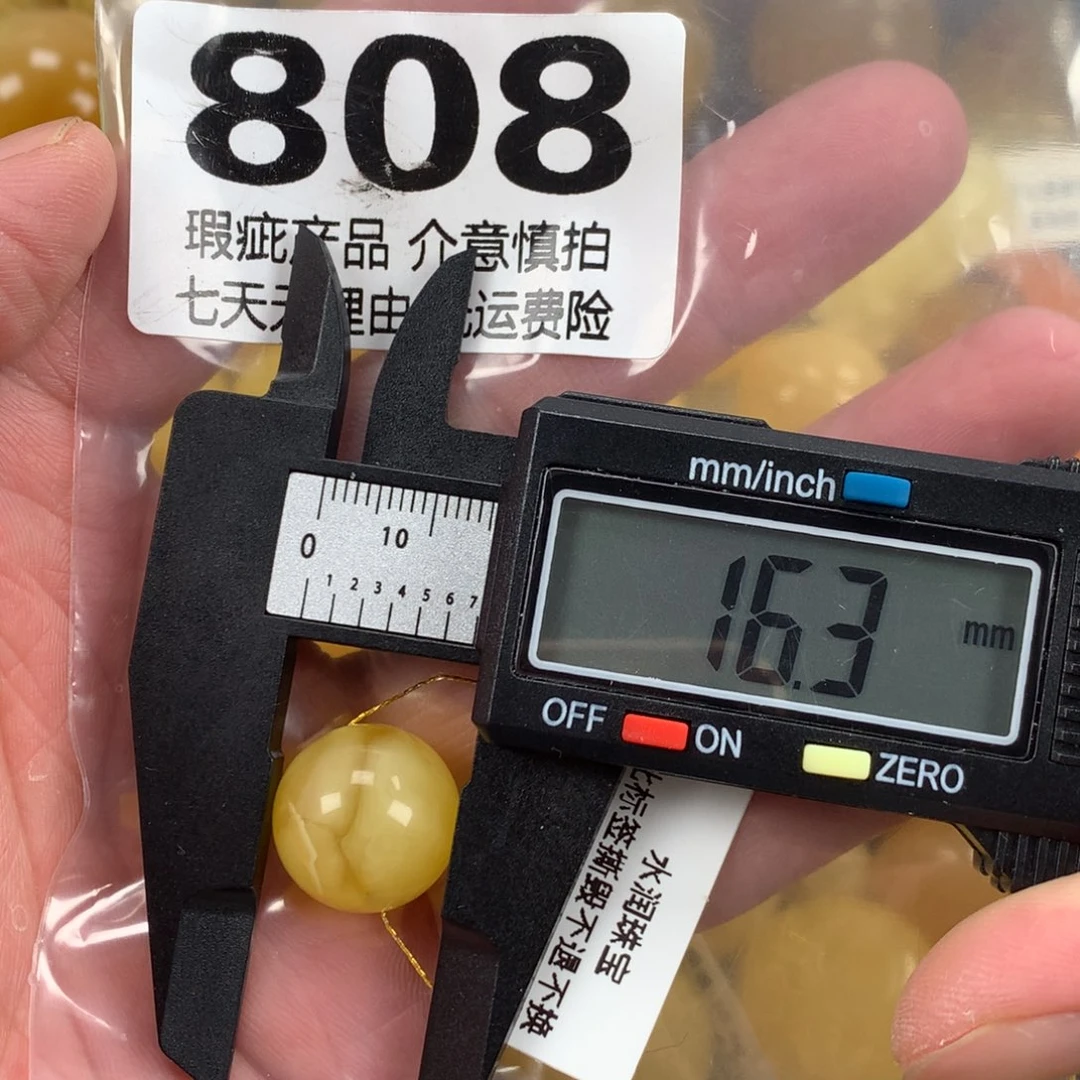 808
瑕疵产品 介意慎拍
七天无理由 运费险
mm/inch
0 10
1 2 3 4 5 6 7
16.3 mm
OFF ON ZERO
标签撕毁不退不换
水润珠宝